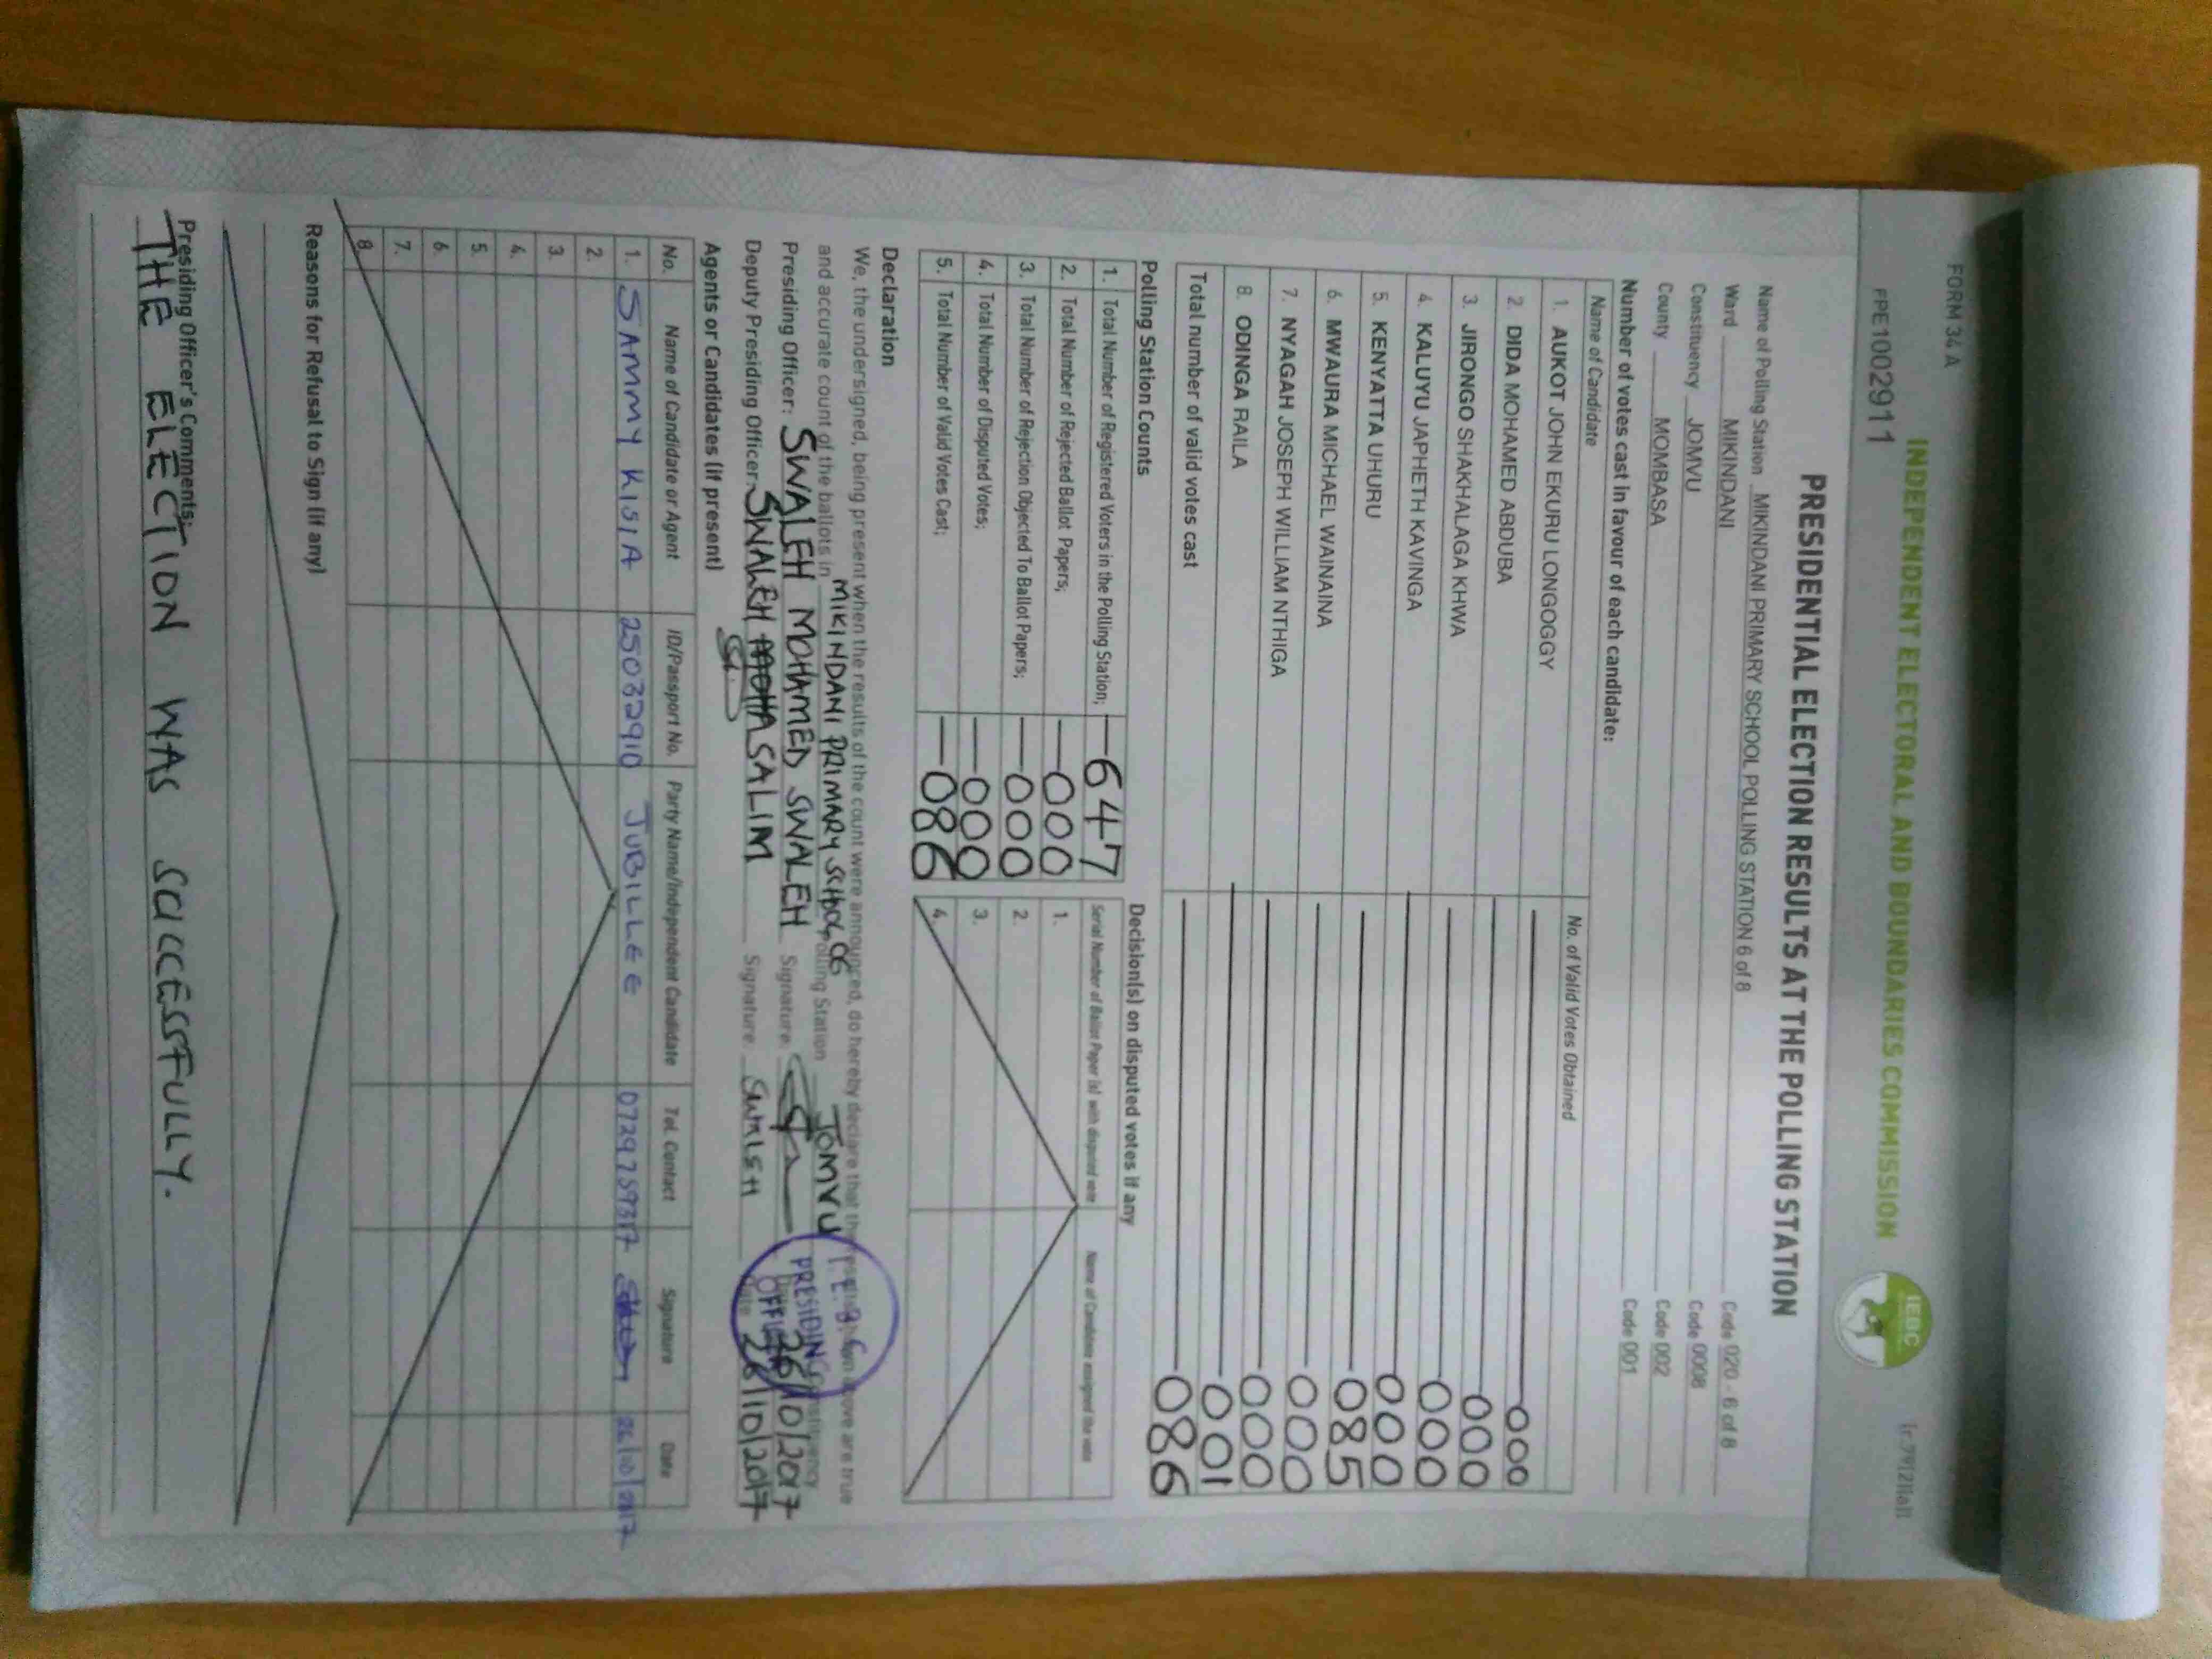 FORM 34 A
PPE1002911
INDEPENDENT ELECTORAL AND BOUNDARIES COMMISSION
IEBC
PRESIDENTIAL ELECTION RESULTS AT THE POLLING STATION
Name of Polling Station MIKINDANI PRIMARY SCHOOL POLLING STATION 6 of 8 Code 020 - 6 of 8
Ward MIKINDANI Code 0008
Constituency JOMVU Code 002
County MOMBASA Code 001
Number of votes cast in favour of each candidate:
Name of Candidate No. of Valid Votes Obtained
1. AUKOT JOHN EKURU LONGOGGY 000
2. DIDA MOHAMED ABDUBA 000
3. JIRONGO SHAKHALAGA KHWA 000
4. KALUYU JAPHETH KAVINGA 000
5. KENYATTA UHURU 085
6. MWAURA MICHAEL WAINAINA 000
7. NYAGAH JOSEPH WILLIAM NTHIGA 000
8. ODINGA RAILA 001
Total number of valid votes cast 086
Polling Station Counts
1. Total Number of Registered Voters in the Polling Station; 647
2. Total Number of Rejected Ballot Papers; 000
3. Total Number of Rejection Objected To Ballot Papers; 000
4. Total Number of Disputed Votes; 000
5. Total Number of Valid Votes Cast; 086
Decision(s) on disputed votes if any
Serial Number of Ballot Paper (s) with disputed vote Name of Candidate assigned the vote
1.
2.
3.
4.
Declaration
We, the undersigned, being present when the results of the count were announced, do hereby declare that the results shown above are true
and accurate count of the ballots in MIKINDANI PRIMARY SCHOOL 06 Polling Station JOMVU Constituency
Presiding Officer: SWALEH MOHAMED SWALEH Signature Date 26/10/2017
Deputy Presiding Officer: SWALEH SALIM Signature Date 26/10/2017
I.E.B.C
PRESIDING
OFFICER
Agents or Candidates (if present)
No. Name of Candidate or Agent ID/Passport No. Party Name/Independent Candidate Tel. Contact Signature Date
1. SAMMY KISIA 25032910 JUBILEE 0729759317 26/10/2017
2.
3.
4.
5.
6.
7.
8.
Reasons for Refusal to Sign (if any)
Presiding Officer's Comments:
THE ELECTION WAS SUCCESSFULLY.